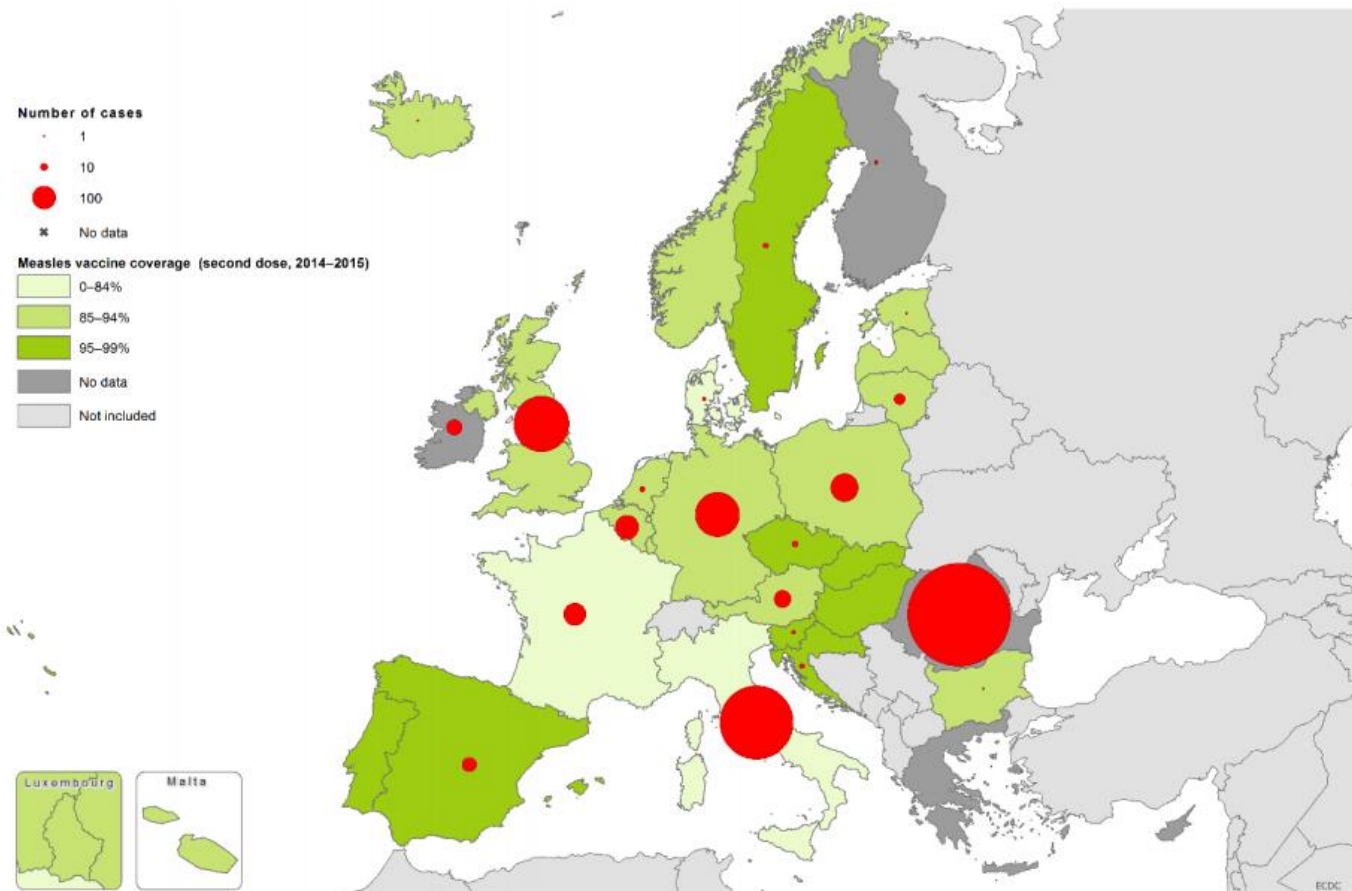 Number of cases
1
10
100
No data
Measles vaccine coverage (second dose, 2014–2015)
0–84%
85–94%
95–99%
No data
Not included
Luxembourg
Malta
ECDC